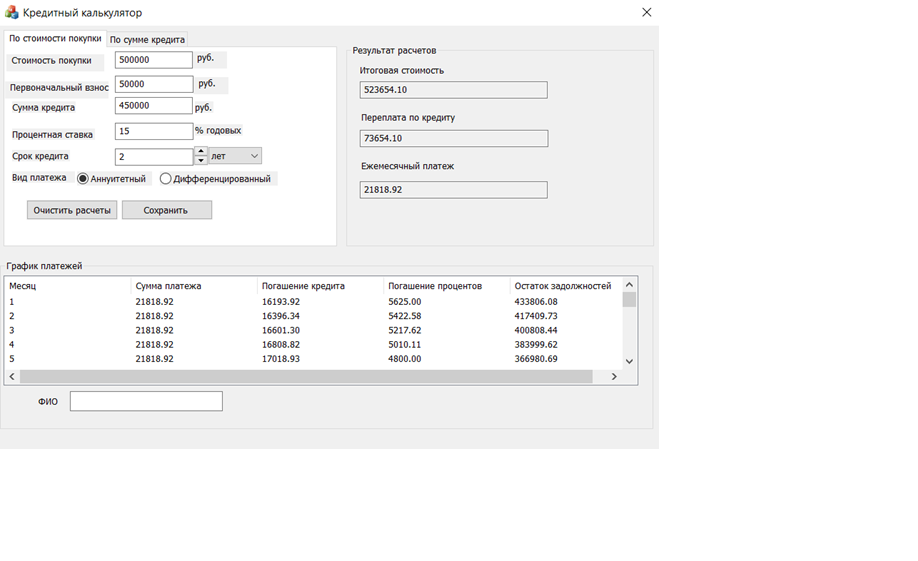 Кредитный калькулятор
По стоимости покупки По сумме кредита
Стоимость покупки 500000 руб.
Первоначальный взнос 50000 руб.
Сумма кредита 450000 руб.
Процентная ставка 15 % годовых
Срок кредита 2 лет
Вид платежа Аннуитетный Дифференцированный
Очистить расчеты Сохранить
Результат расчетов
Итоговая стоимость
523654.10
Переплата по кредиту
73654.10
Ежемесячный платеж
21818.92
График платежей
Месяц Сумма платежа Погашение кредита Погашение процентов Остаток задолжностей
1 21818.92 16193.92 5625.00 433806.08
2 21818.92 16396.34 5422.58 417409.73
3 21818.92 16601.30 5217.62 400808.44
4 21818.92 16808.82 5010.11 383999.62
5 21818.92 17018.93 4800.00 366980.69
ФИО